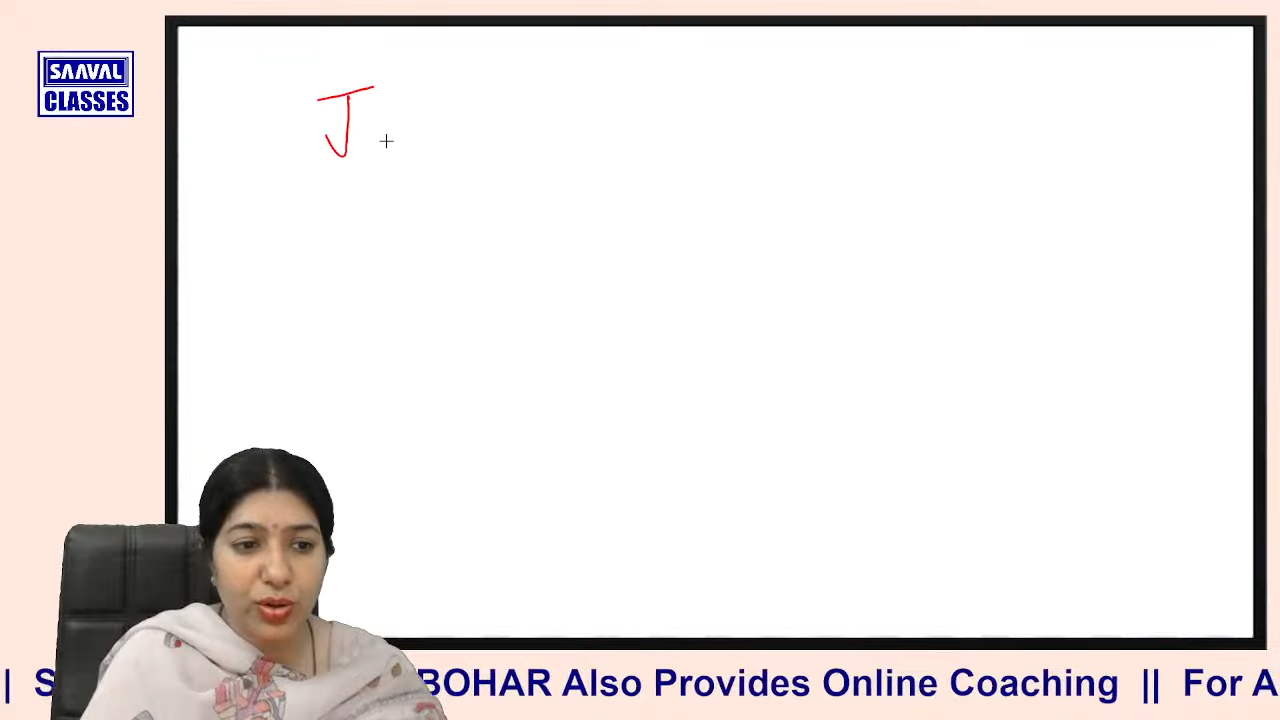 SAAVAL
CLASSES
J
|| S BOHAR Also Provides Online Coaching || For A